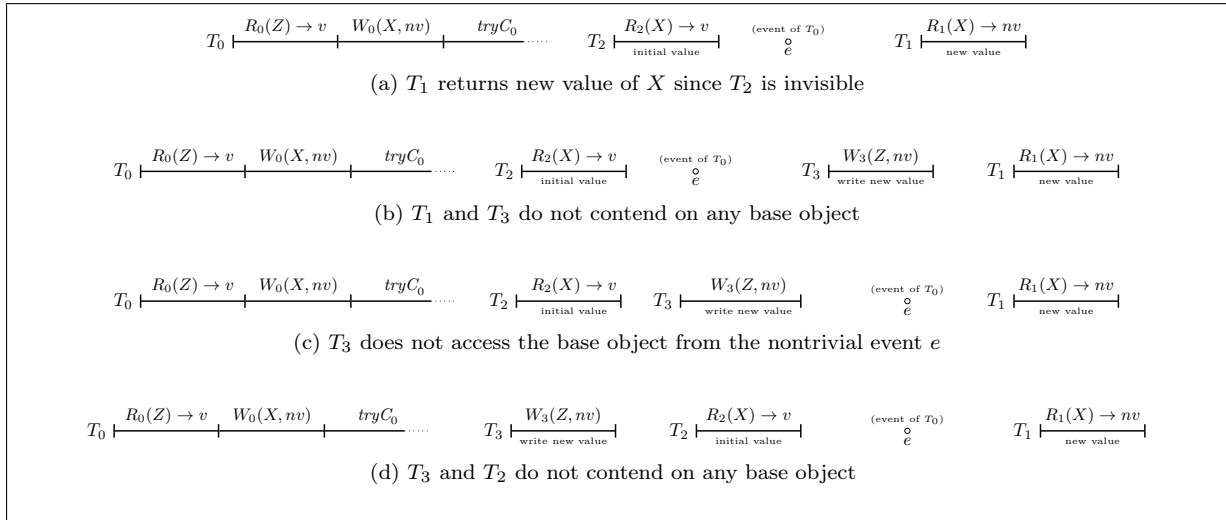 R₀(Z) → v W₀(X, nv) tryC₀ R₂(X) → v (event of T₀) R₁(X) → nv
T₀ T₂ initial value e T₁ new value
(a) T₁ returns new value of X since T₂ is invisible
R₀(Z) → v W₀(X, nv) tryC₀ R₂(X) → v (event of T₀) W₃(Z, nv) R₁(X) → nv
T₀ T₂ initial value e T₃ write new value T₁ new value
(b) T₁ and T₃ do not contend on any base object
R₀(Z) → v W₀(X, nv) tryC₀ R₂(X) → v W₃(Z, nv) (event of T₀) R₁(X) → nv
T₀ T₂ initial value T₃ write new value e T₁ new value
(c) T₃ does not access the base object from the nontrivial event e
R₀(Z) → v W₀(X, nv) tryC₀ W₃(Z, nv) R₂(X) → v (event of T₀) R₁(X) → nv
T₀ T₃ write new value T₂ initial value e T₁ new value
(d) T₃ and T₂ do not contend on any base object